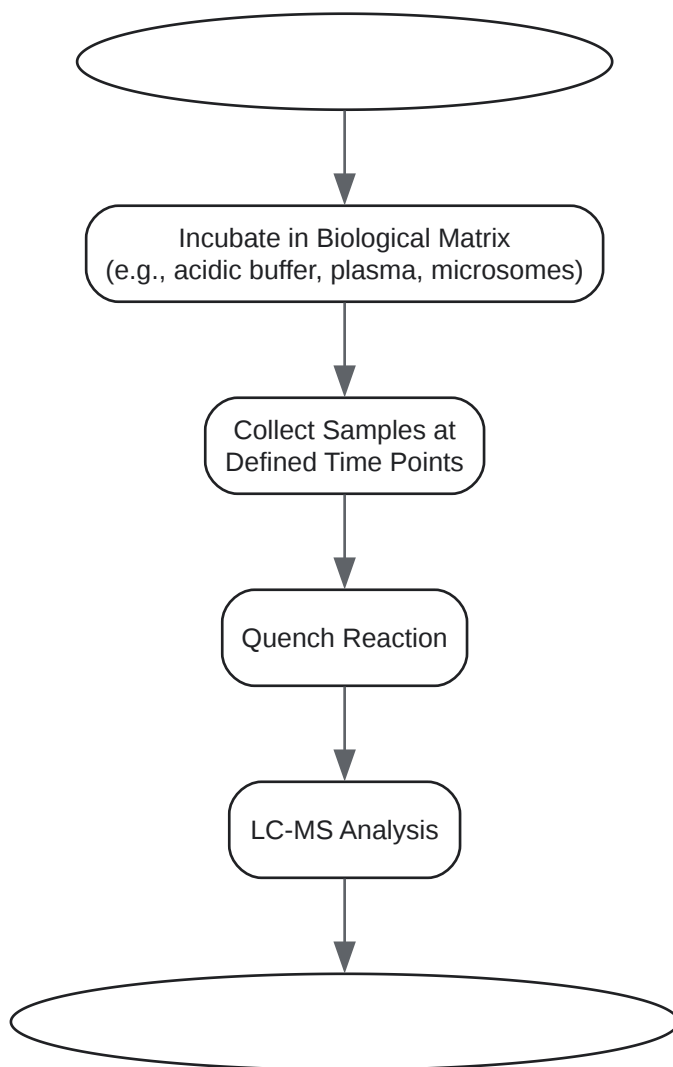 Incubate in Biological Matrix
(e.g., acidic buffer, plasma, microsomes)
Collect Samples at
Defined Time Points
Quench Reaction
LC-MS Analysis